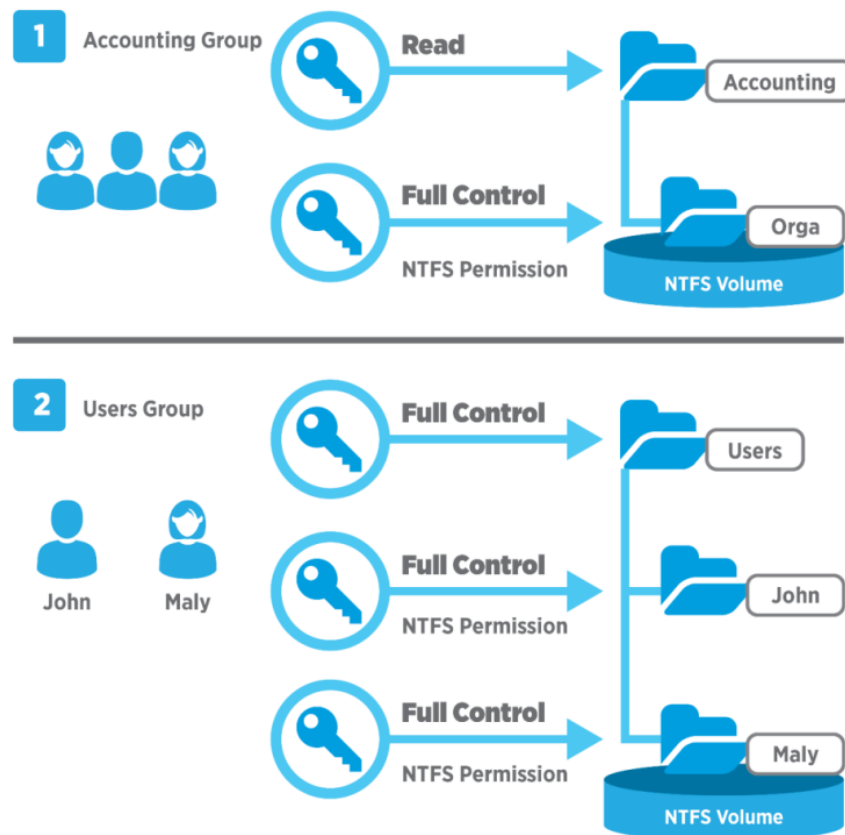 1
Accounting Group
Read
Accounting
Full Control
NTFS Permission
Orga
NTFS Volume
2
Users Group
Full Control
Users
John
Maly
Full Control
NTFS Permission
John
Full Control
NTFS Permission
Maly
NTFS Volume